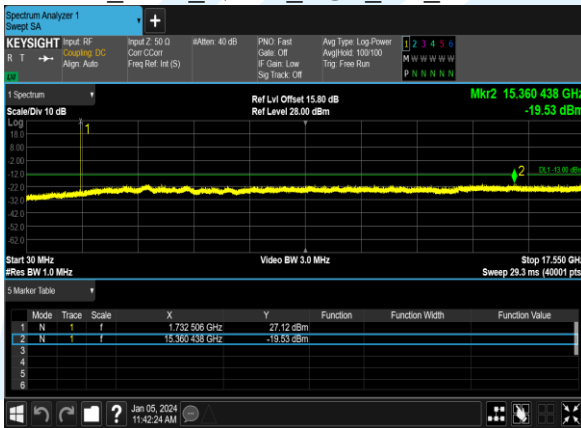 Spectrum Analyzer 1
Swept SA
+
KEYSIGHT Input: RF Input Z: 50 Ω #Atten: 40 dB PNO: Fast Avg Type: Log-Power 1 2 3 4 5 6
R T Coupling: DC Corr CCorr Gate: Off Avg|Hold: 100/100 M W W W W W
Align: Auto Freq Ref: Int (S) IF Gain: Low Trig: Free Run
LV Sig Track: Off P N N N N N
1 Spectrum Ref Lvl Offset 15.80 dB Mkr2 15.360 438 GHz
Scale/Div 10 dB Ref Level 28.00 dBm -19.53 dBm
Log
18.0 1
8.00
-2.00
-12.0 2 DL1 -13.00 dBm
-22.0
-32.0
-42.0
-52.0
-62.0
Start 30 MHz Video BW 3.0 MHz Stop 17.550 GHz
#Res BW 1.0 MHz Sweep 29.3 ms (40001 pts
5 Marker Table
Mode Trace Scale X Y Function Function Width Function Value
1 N 1 f 1.732 506 GHz 27.12 dBm
2 N 1 f 15.360 438 GHz -19.53 dBm
3
4
5
6
? Jan 05, 2024
11:42:24 AM